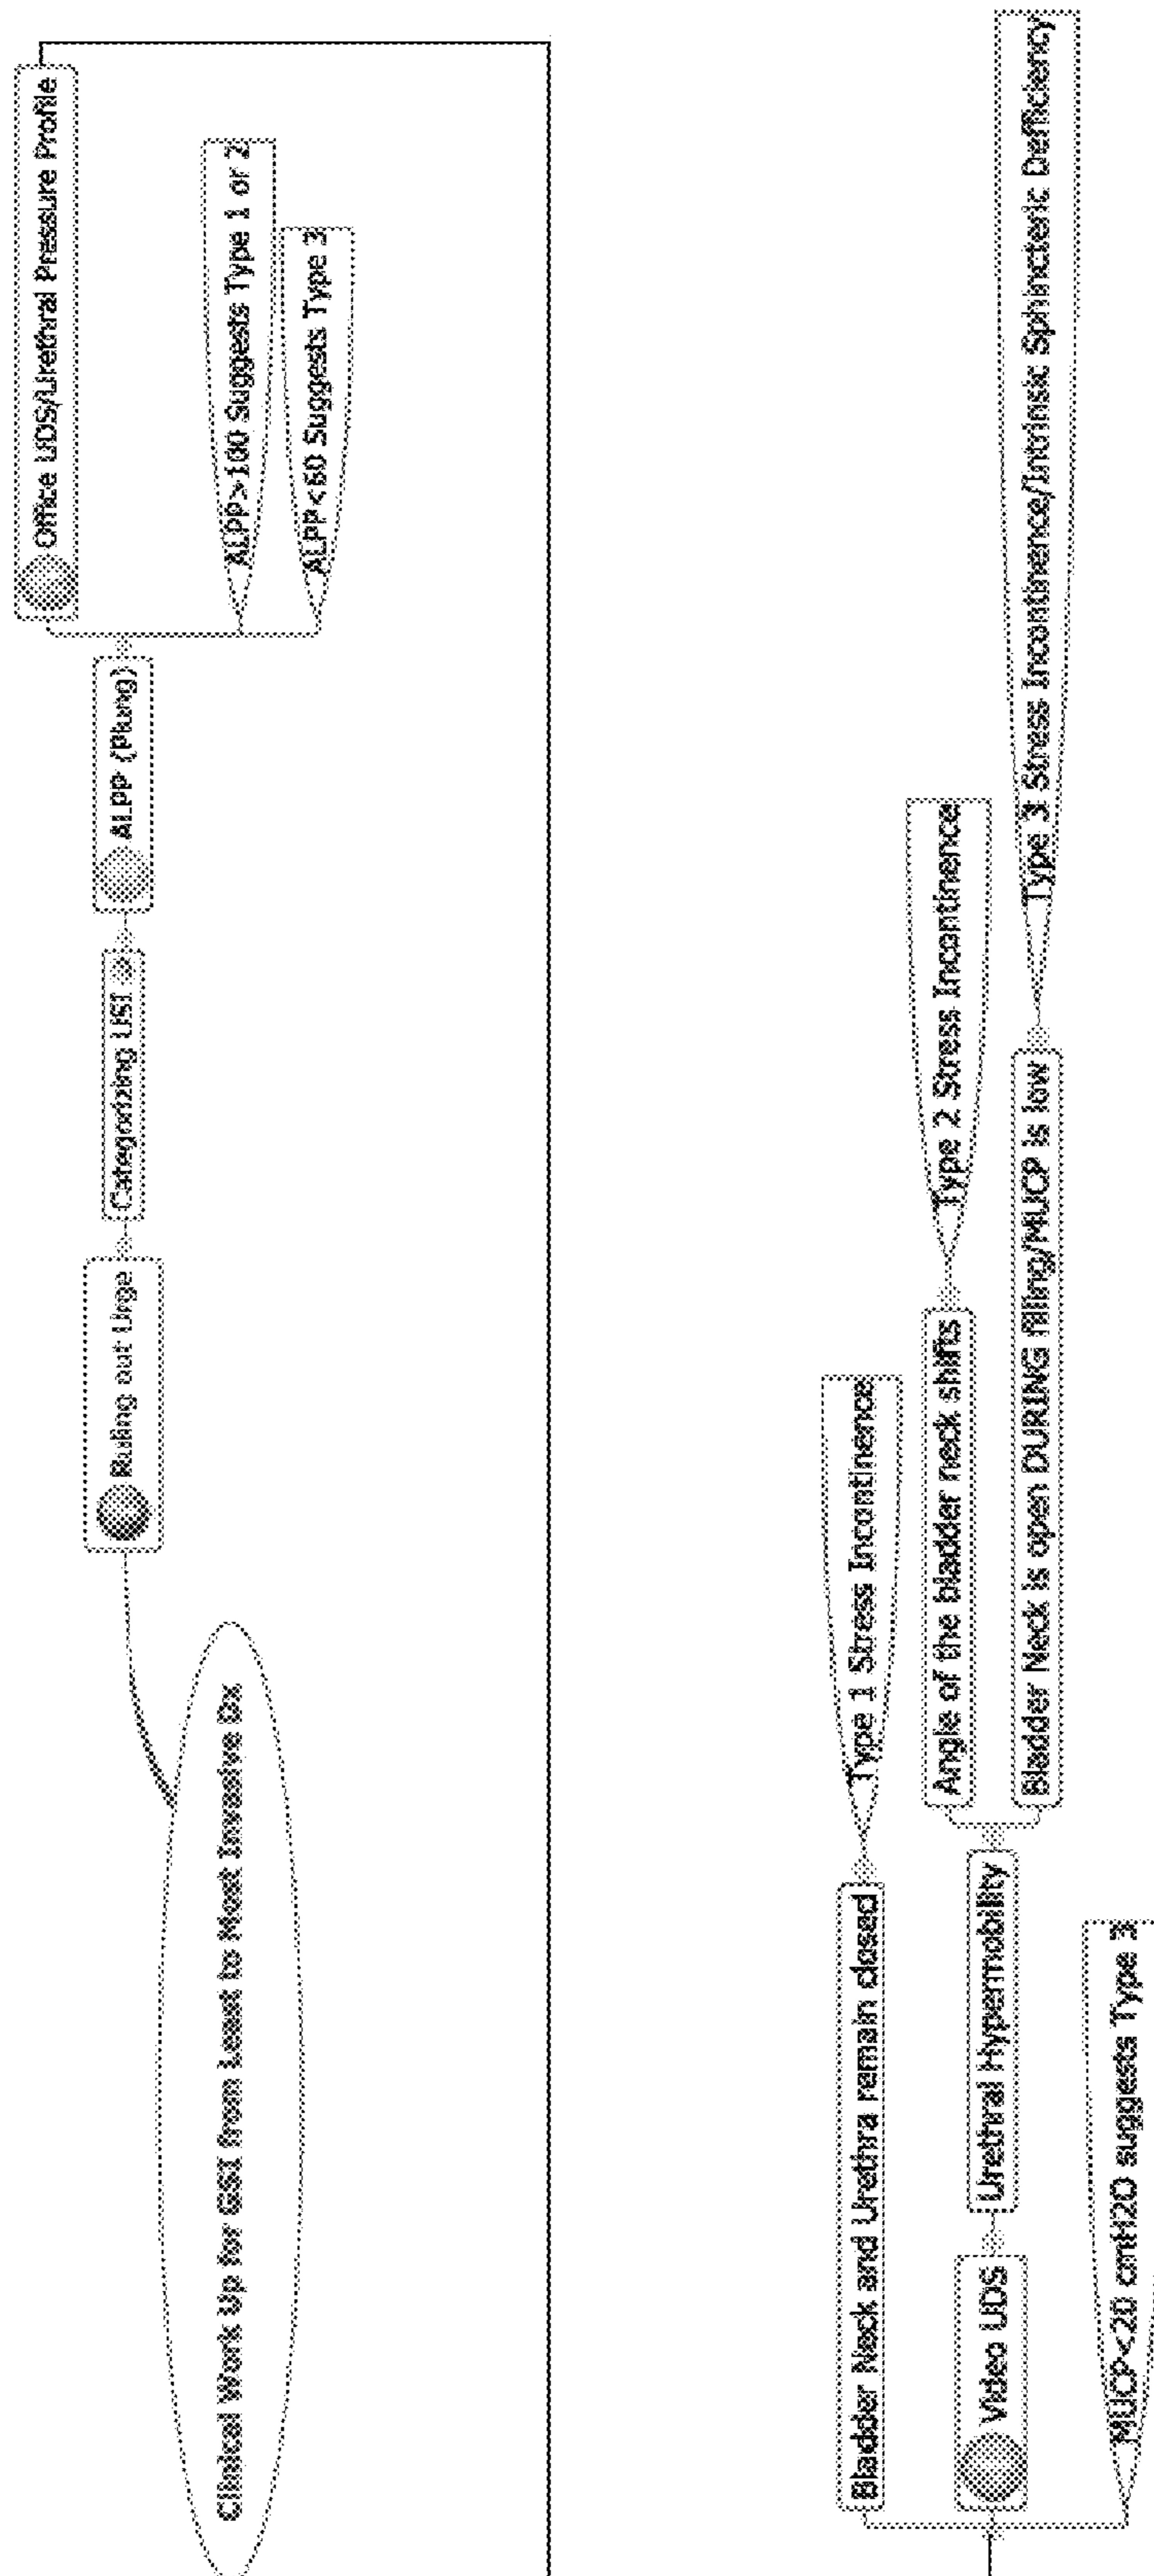 Clinical Work Up for GSI from Least to Most Invasive Dx
Ruling out Urge
Categorizing USI
ALPP (Plung)
Office UDS/Urethral Pressure Profile
ALPP>100 Suggests Type 1 or 2
ALPP<60 Suggests Type 3
Bladder Neck and Urethra remain closed
Type 1 Stress Incontinence
Video UDS
Urethral Hypermobility
Angle of the bladder neck shifts
Type 2 Stress Incontinence
Bladder Neck is open DURING filling/MUCP is low
Type 3 Stress Incontinence/Intrinsic Sphincteric Defficiency
MUCP<20 cmH2O suggests Type 3